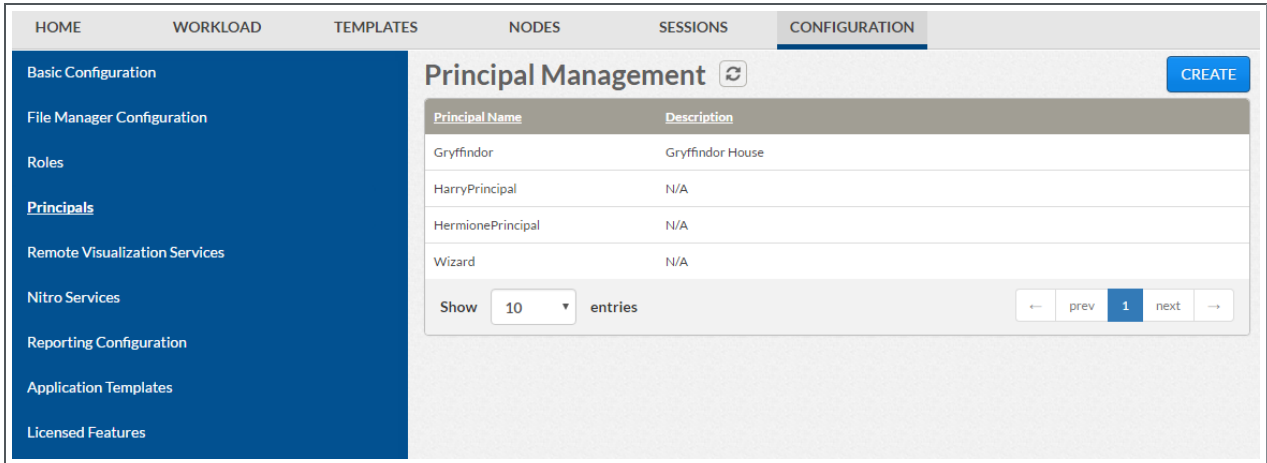 HOME WORKLOAD TEMPLATES NODES SESSIONS CONFIGURATION
Basic Configuration
File Manager Configuration
Roles
Principals
Remote Visualization Services
Nitro Services
Reporting Configuration
Application Templates
Licensed Features
Principal Management
CREATE
Principal Name Description
Gryffindor Gryffindor House
HarryPrincipal N/A
HermionePrincipal N/A
Wizard N/A
Show 10 entries
← prev 1 next →